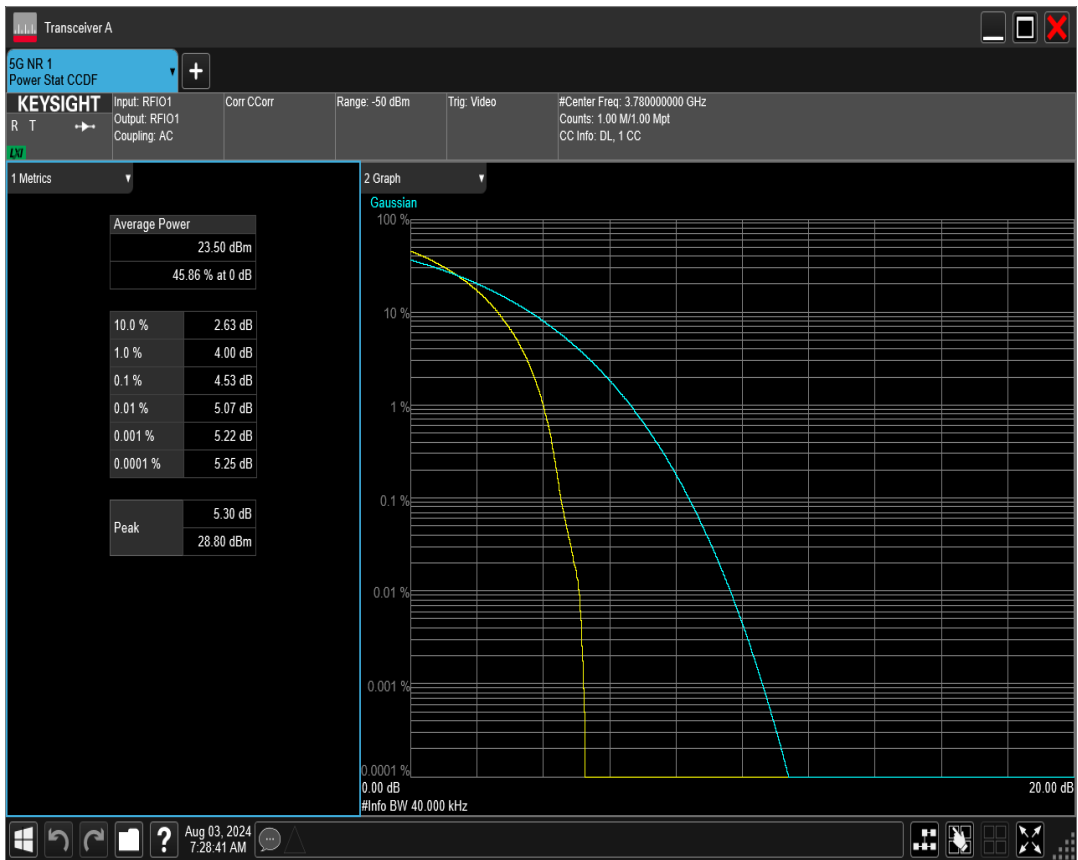 Transceiver A
5G NR 1
Power Stat CCDF
KEYSIGHT
R T
LXI
Input: RFIO1
Output: RFIO1
Coupling: AC
Corr CCorr
Range: -50 dBm
Trig: Video
#Center Freq: 3.780000000 GHz
Counts: 1.00 M/1.00 Mpt
CC Info: DL, 1 CC
1 Metrics
Average Power
23.50 dBm
45.86 % at 0 dB
10.0 % 2.63 dB
1.0 % 4.00 dB
0.1 % 4.53 dB
0.01 % 5.07 dB
0.001 % 5.22 dB
0.0001 % 5.25 dB
Peak 5.30 dB
28.80 dBm
2 Graph
Gaussian
100 %
10 %
1 %
0.1 %
0.01 %
0.001 %
0.0001 %
0.00 dB 20.00 dB
#Info BW 40.000 kHz
Aug 03, 2024
7:28:41 AM